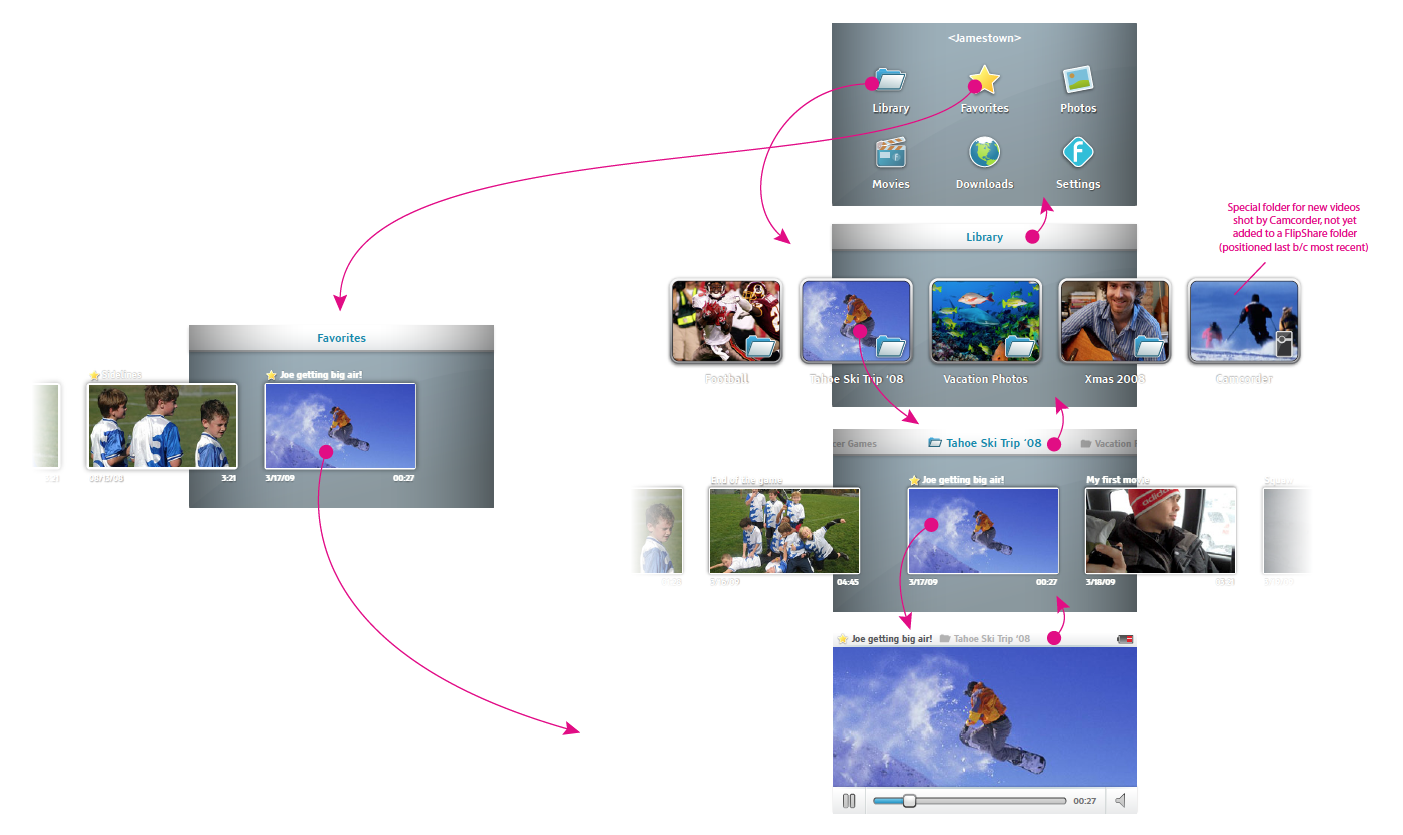 <Jamestown>
Library
Favorites
Photos
Movies
Downloads
Settings
Special folder for new videos
shot by Camcorder, not yet
added to a FlipShare folder
(positioned last b/c most recent)
Library
Football
Tahoe Ski Trip ‘08
Vacation Photos
Xmas 2008
Camcorder
Favorites
Sidelines
Joe getting big air!
3:21
08/13/08
3:21
3/17/09
00:27
cer Games
Tahoe Ski Trip ‘08
Vacation
End of the game
Joe getting big air!
My first movie
3/16/09
04:45
3/17/09
00:27
3/18/09
Joe getting big air!
Tahoe Ski Trip ‘08
00:27